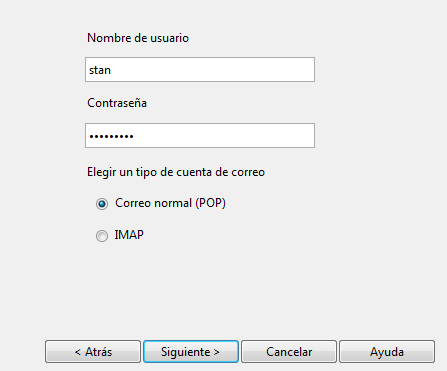 Nombre de usuario
stan
Contraseña
•••••••••
Elegir un tipo de cuenta de correo
Correo normal (POP)
IMAP
< Atrás Siguiente > Cancelar Ayuda